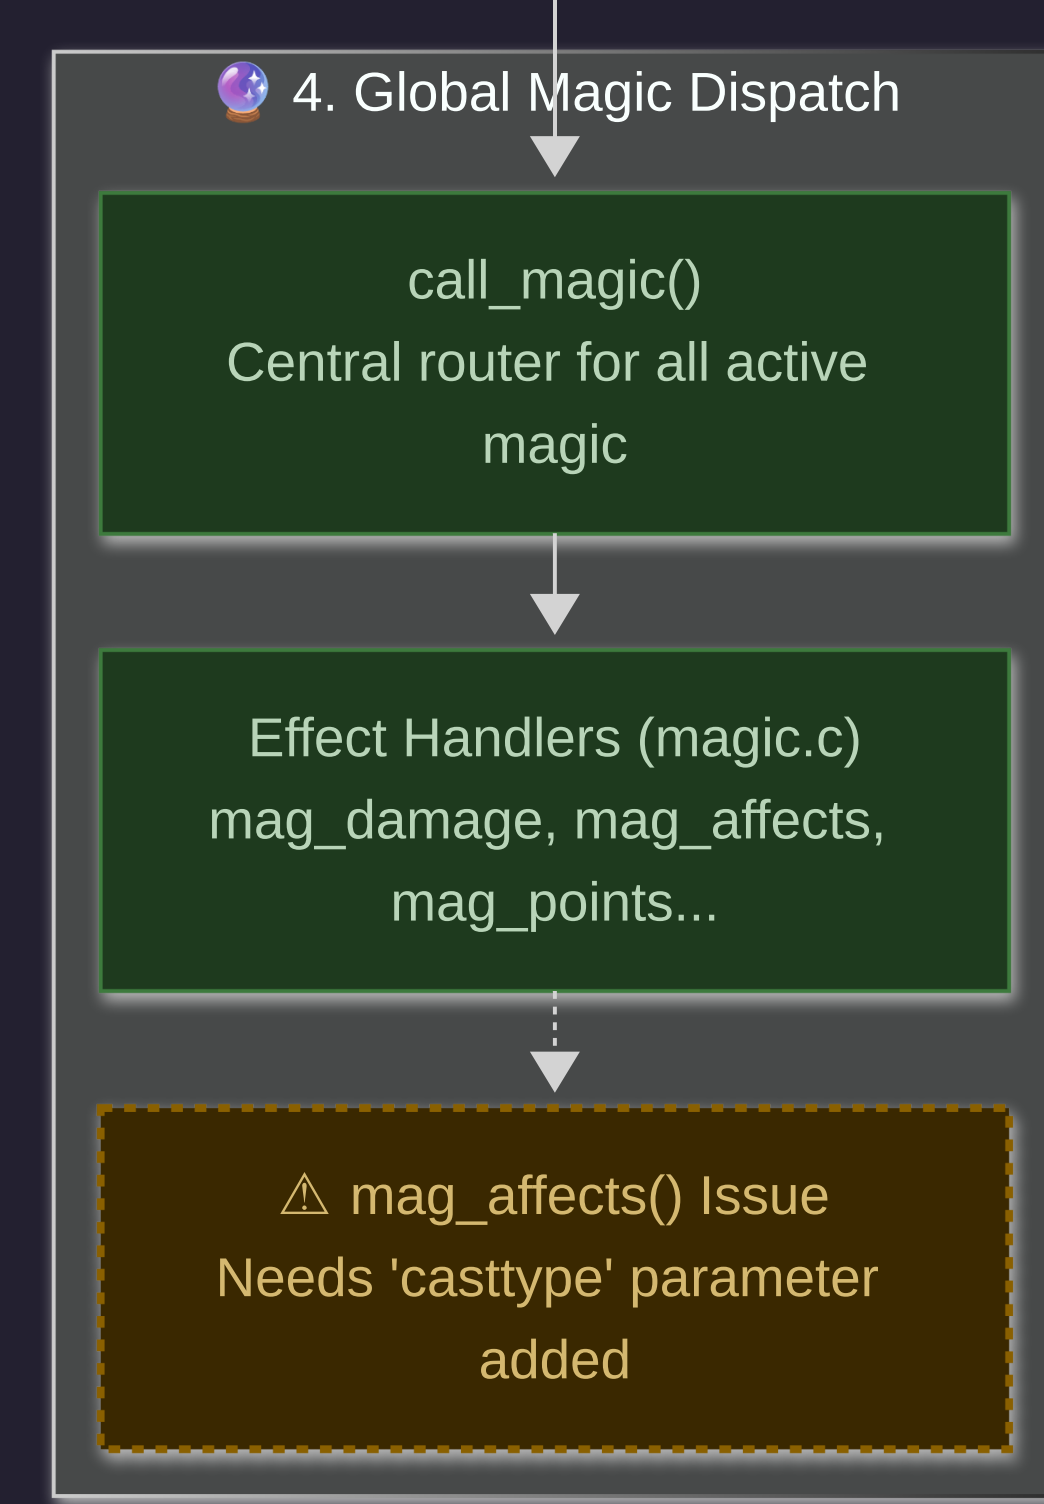 🔮 4. Global Magic Dispatch
call_magic()
Central router for all active
magic
Effect Handlers (magic.c)
mag_damage, mag_affects,
mag_points...
⚠ mag_affects() Issue
Needs 'casttype' parameter
added